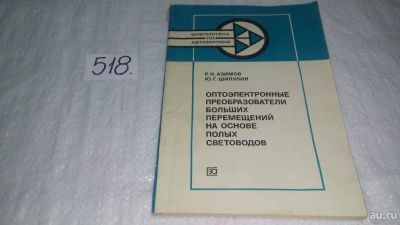 518.
БИБЛИОТЕКА
ПО
АВТОМАТИКЕ
Р. К. АЗИМОВ
Ю. Г. ШИПУЛИН
ОПТОЭЛЕКТРОННЫЕ
ПРЕОБРАЗОВАТЕЛИ
БОЛЬШИХ
ПЕРЕМЕЩЕНИЙ
НА ОСНОВЕ
ПОЛЫХ
СВЕТОВОДОВ
au.ru